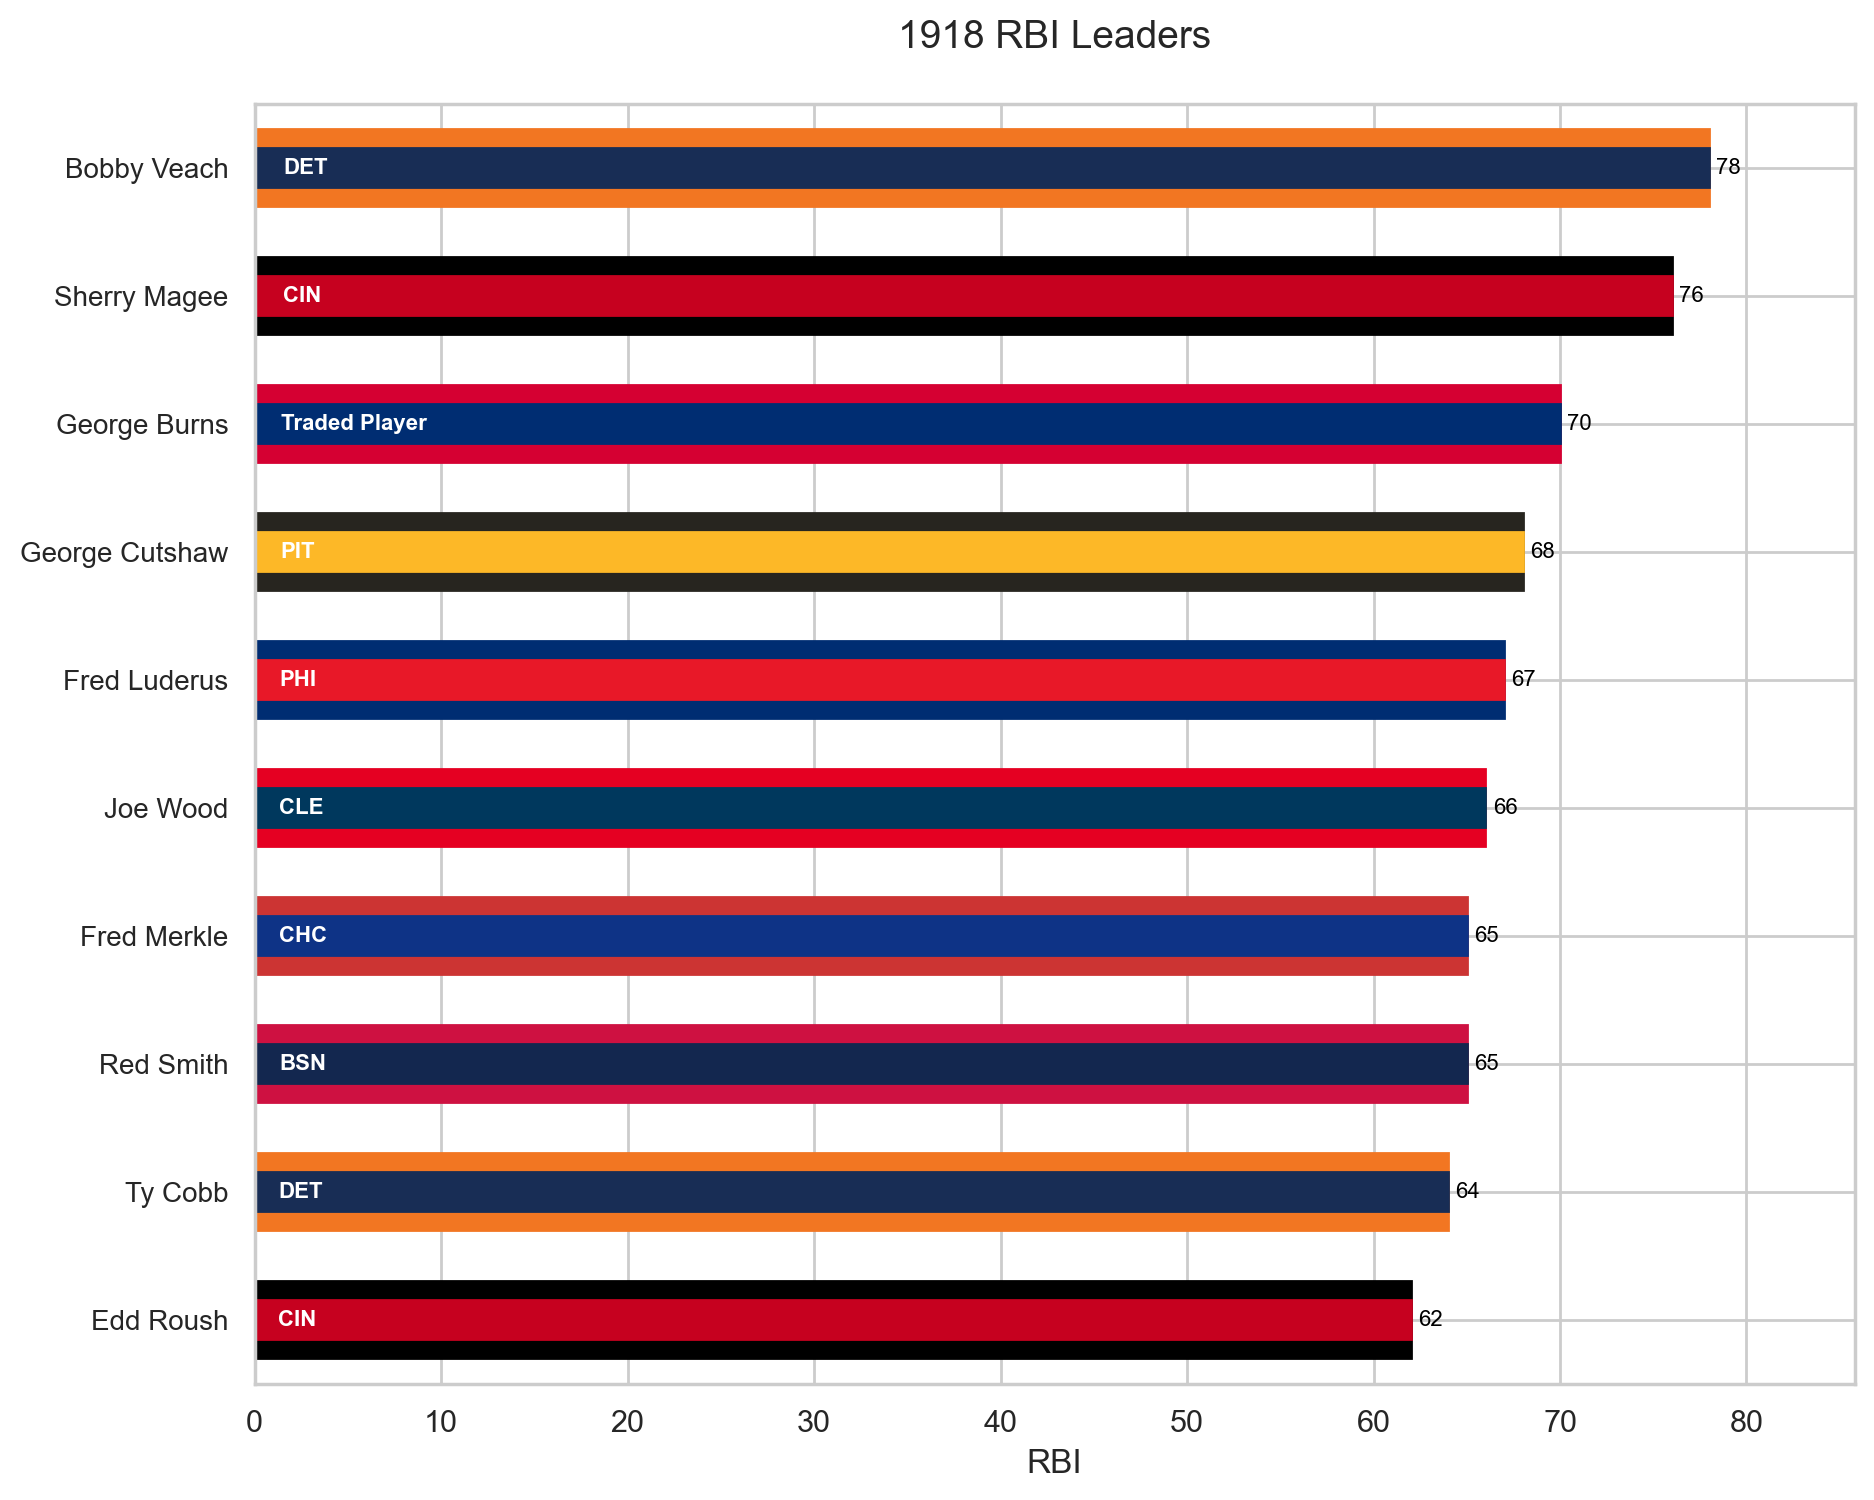 1918 RBI Leaders
Bobby Veach DET 78
Sherry Magee CIN 76
George Burns Traded Player 70
George Cutshaw PIT 68
Fred Luderus PHI 67
Joe Wood CLE 66
Fred Merkle CHC 65
Red Smith BSN 65
Ty Cobb DET 64
Edd Roush CIN 62
0 10 20 30 40 50 60 70 80
RBI